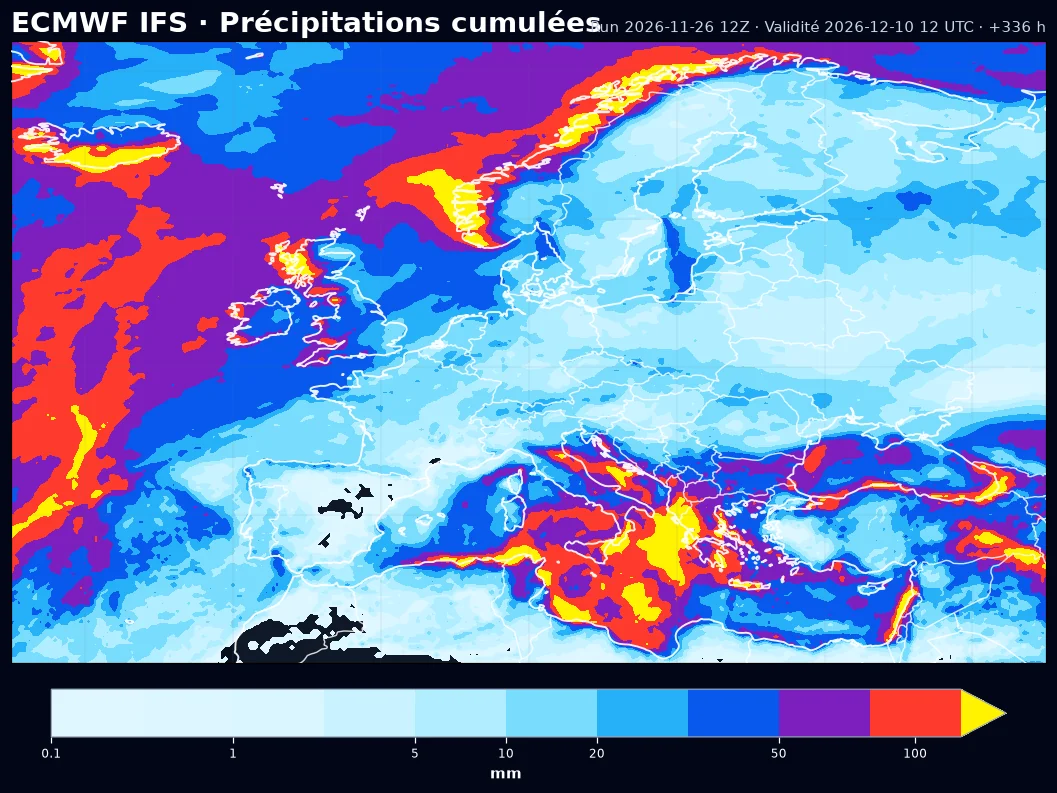 ECMWF IFS · Précipitations cumulées
Run 2026-11-26 12Z · Validité 2026-12-10 12 UTC · +336 h
0.1 1 5 10 20 50 100
mm